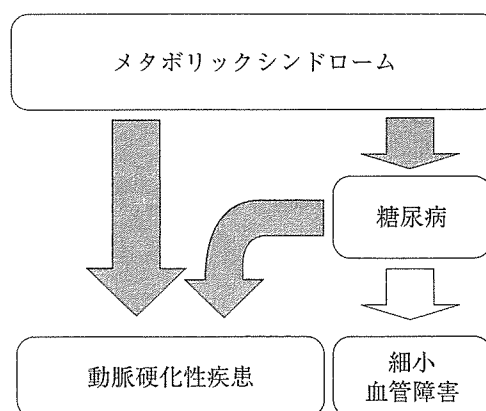 メタボリックシンドローム
糖尿病
動脈硬化性疾患
細小
血管障害